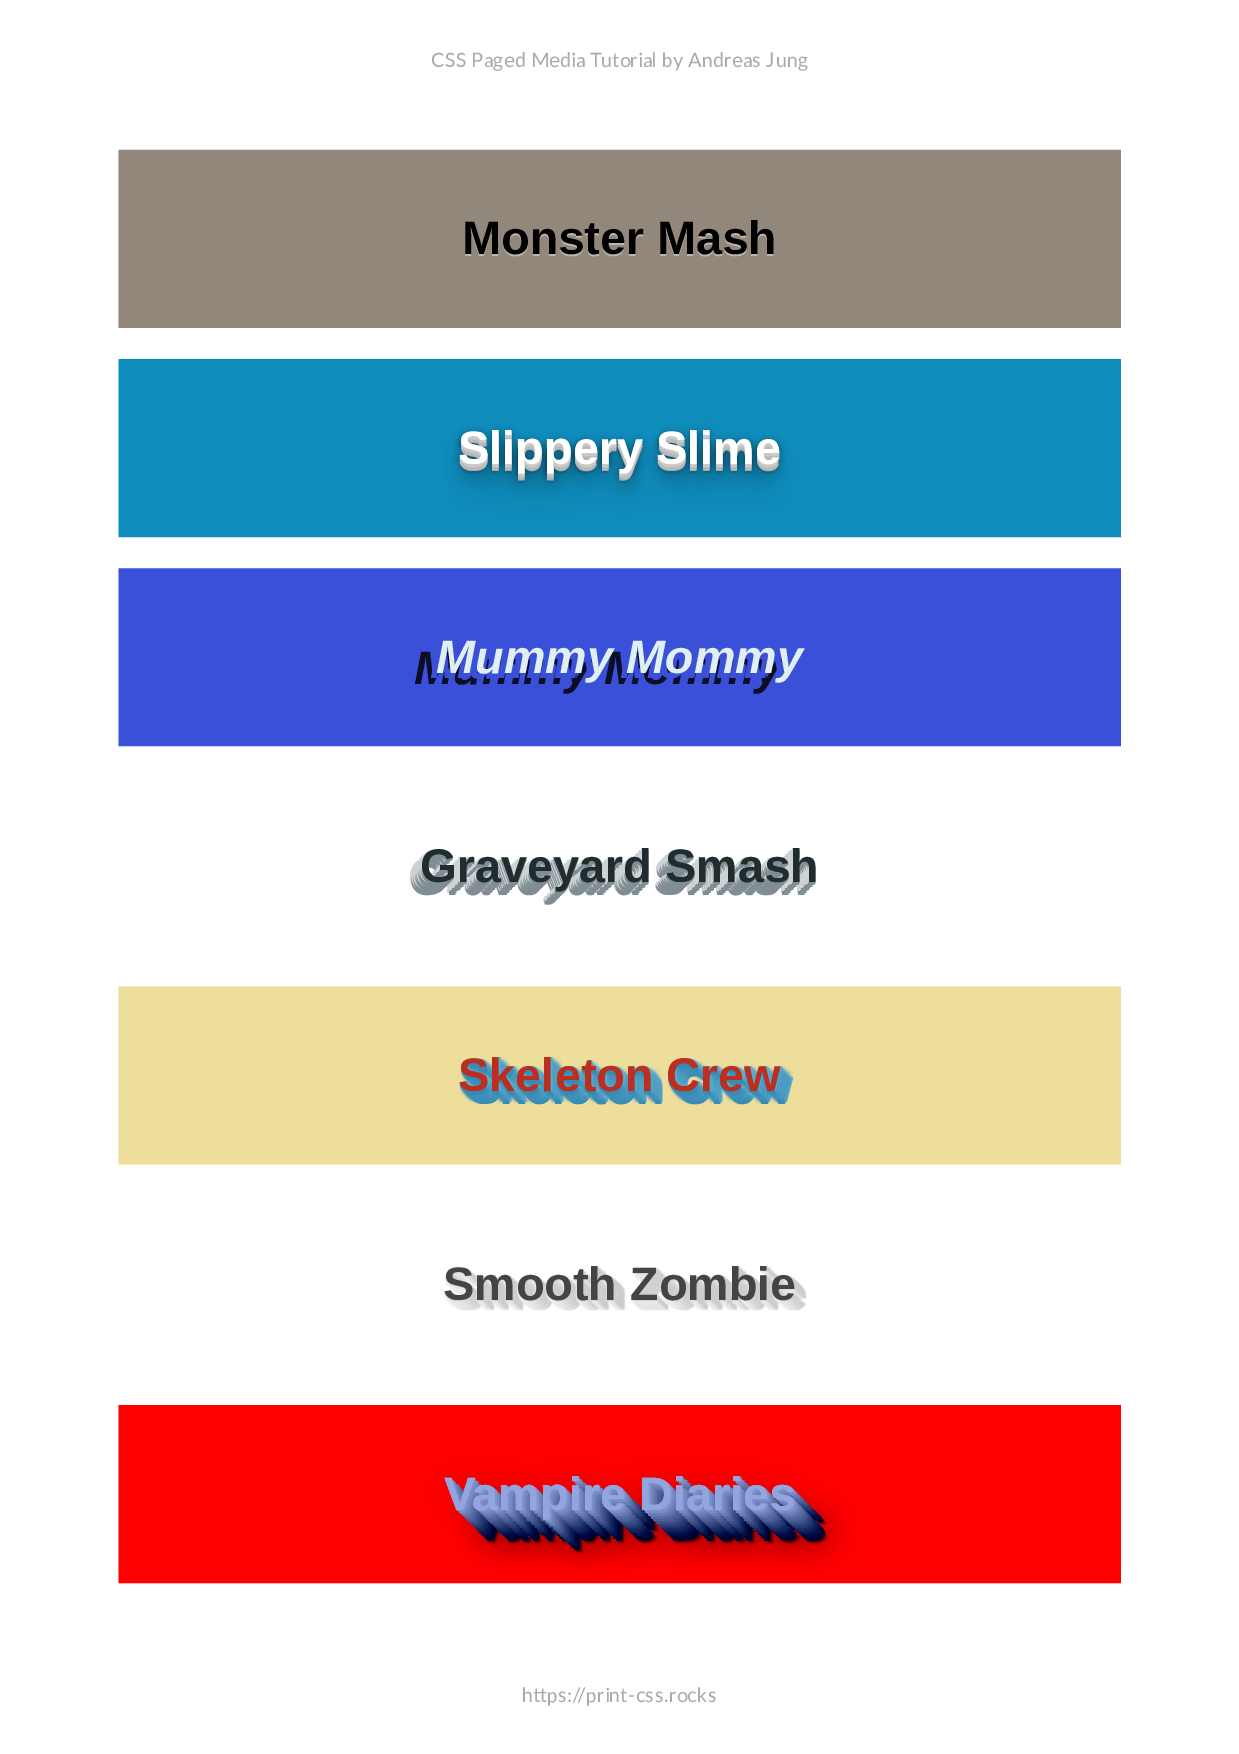 CSS Paged Media Tutorial by Andreas Jung
Monster Mash
Slippery Slime
Mummy Mommy
Graveyard Smash
Skeleton Crew
Smooth Zombie
Vampire Diaries
https://print-css.rocks